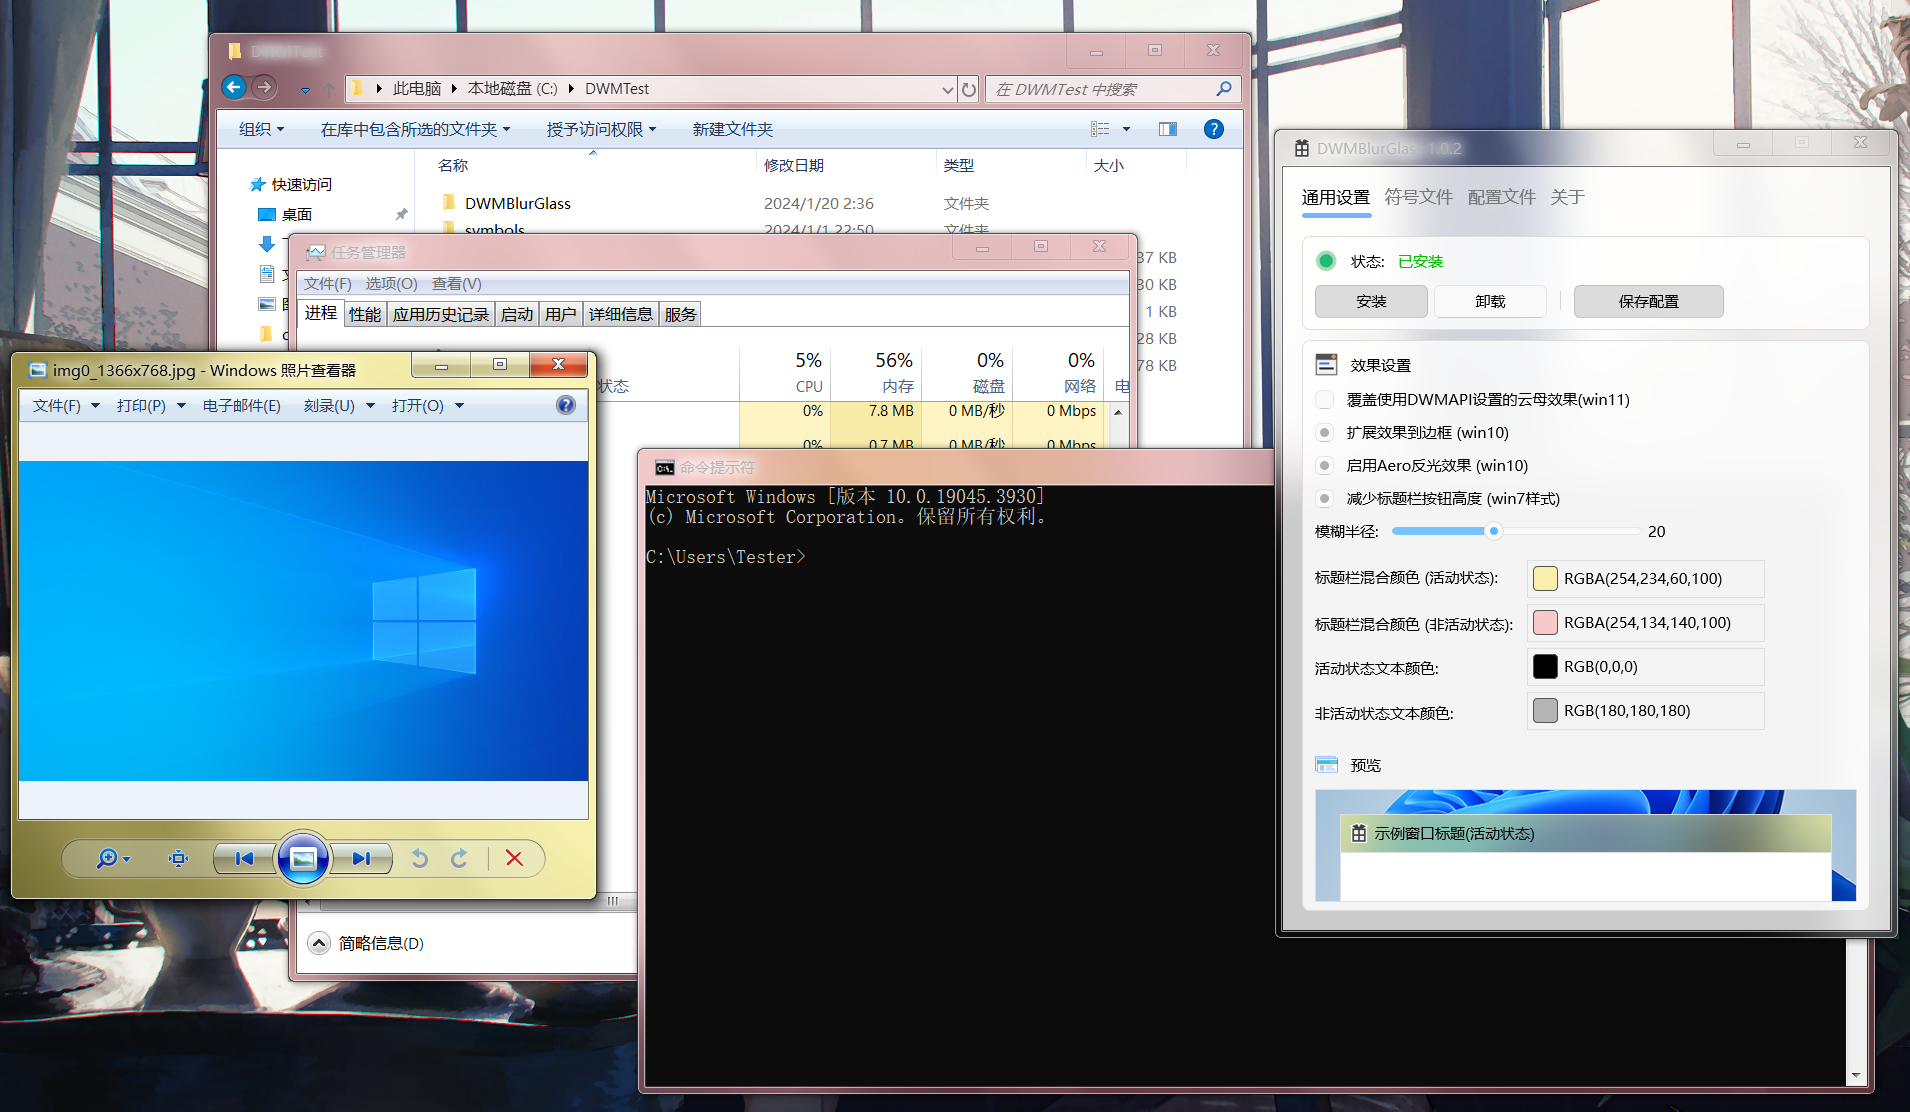 DWMTest
此电脑 本地磁盘 (C:) DWMTest
在 DWMTest 中搜索
组织 在库中包含所选的文件夹 授予访问权限 新建文件夹
名称 修改日期 类型 大小
快速访问
桌面
DWMBlurGlass 2024/1/20 2:36 文件夹
symbols 2024/1/1 22:50 文件夹
37 KB
30 KB
1 KB
28 KB
78 KB
任务管理器
文件(F) 选项(O) 查看(V)
进程 性能 应用历史记录 启动 用户 详细信息 服务
5% 56% 0% 0%
状态 CPU 内存 磁盘 网络 电
0% 7.8 MB 0 MB/秒 0 Mbps
0% 0.7 MB 0 MB/秒 0 Mbps
简略信息(D)
img0_1366x768.jpg - Windows 照片查看器
文件(F) 打印(P) 电子邮件(E) 刻录(U) 打开(O)
命令提示符
Microsoft Windows [版本 10.0.19045.3930]
(c) Microsoft Corporation。保留所有权利。
C:\Users\Tester>
DWMBlurGlass 1.0.2
通用设置 符号文件 配置文件 关于
状态: 已安装
安装 卸载 保存配置
效果设置
覆盖使用DWMAPI设置的云母效果(win11)
扩展效果到边框 (win10)
启用Aero反光效果 (win10)
减少标题栏按钮高度 (win7样式)
模糊半径: 20
标题栏混合颜色 (活动状态): RGBA(254,234,60,100)
标题栏混合颜色 (非活动状态): RGBA(254,134,140,100)
活动状态文本颜色: RGB(0,0,0)
非活动状态文本颜色: RGB(180,180,180)
预览
示例窗口标题(活动状态)